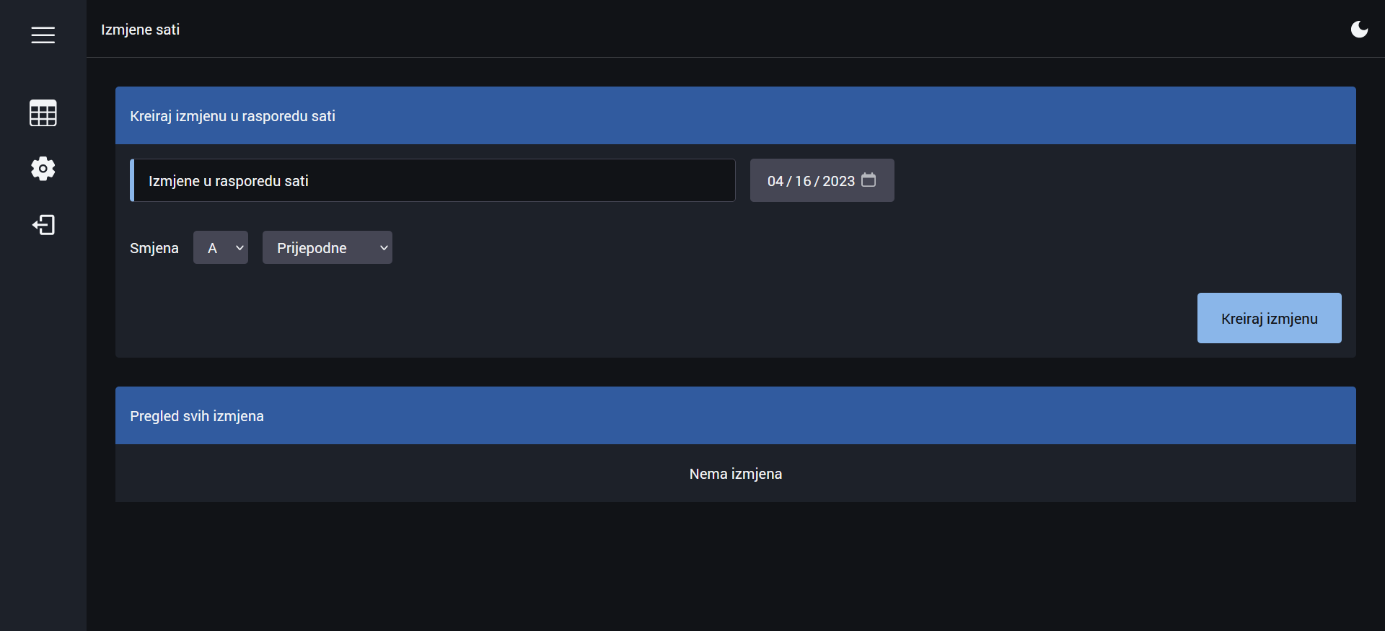 Izmjene sati
Kreiraj izmjenu u rasporedu sati
Izmjene u rasporedu sati 04 / 16 / 2023
Smjena A Prijepodne
Kreiraj izmjenu
Pregled svih izmjena
Nema izmjena